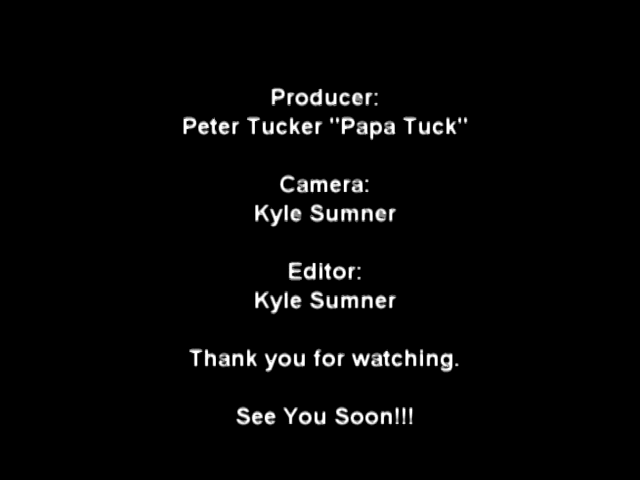 Producer:
Peter Tucker "Papa Tuck"
Camera:
Kyle Sumner
Editor:
Kyle Sumner
Thank you for watching.
See You Soon!!!